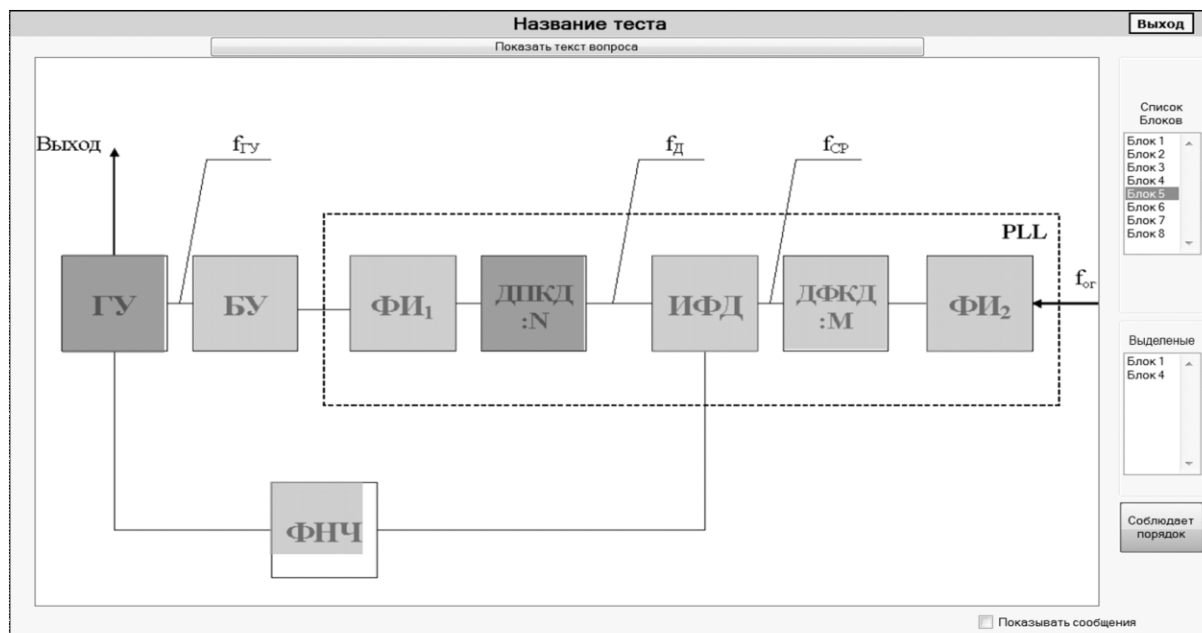 Название теста
Выход
Показать текст вопроса
Выход
fГУ
fД
fСР
PLL
fог
ГУ
БУ
ФИ1
ДПКД
:N
ИФД
ДФКД
:M
ФИ2
ФНЧ
Список
Блоков
Блок 1
Блок 2
Блок 3
Блок 4
Блок 5
Блок 6
Блок 7
Блок 8
Выделеные
Блок 1
Блок 4
Соблюдает
порядок
Показывать сообщения